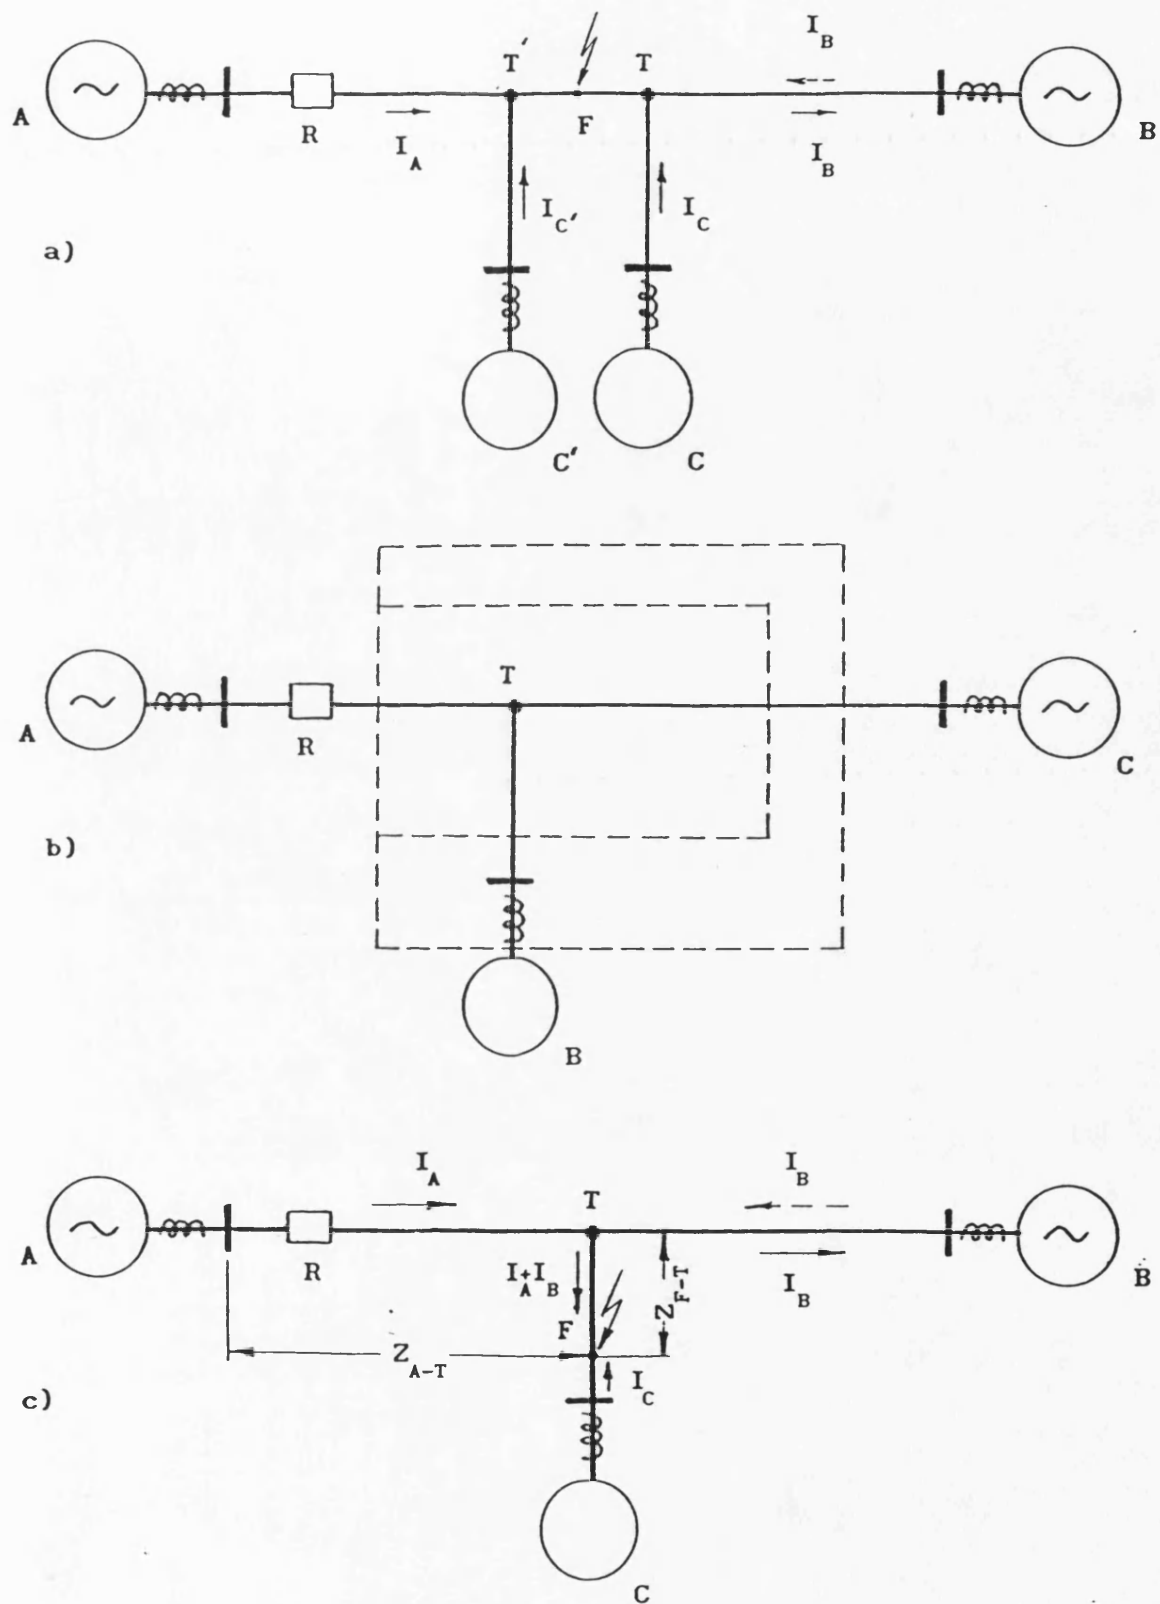 I_B
T′ T
A R F B
I_A I_B
I_C′ I_C
a)
C′ C
T
A R C
b)
B
I_A I_B
T
A R I_A+I_B Z_F-T I_B B
F
Z_A-T
I_C
c)
C